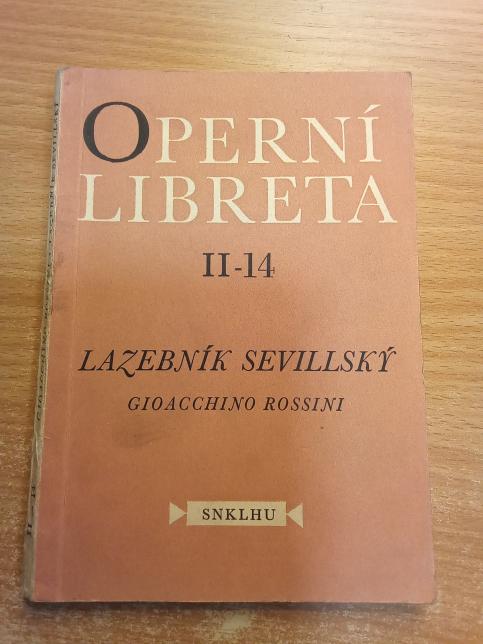 OPERNÍ
LIBRETA
II-14
LAZEBNÍK SEVILLSKÝ
GIOACCHINO ROSSINI
SNKLHU